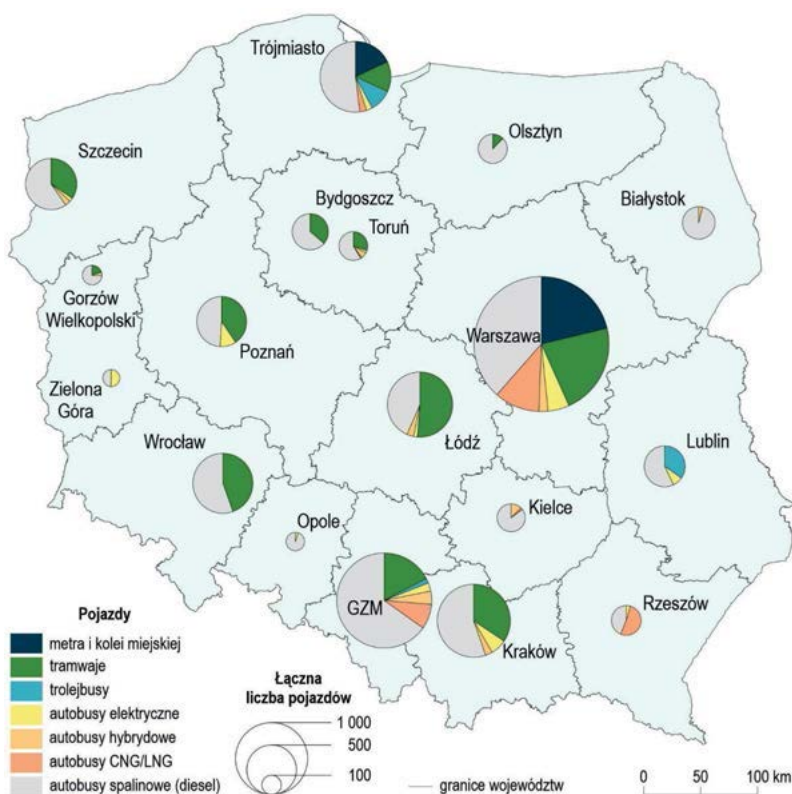 Trójmiasto
Olsztyn
Szczecin
Bydgoszcz
Toruń
Białystok
Gorzów
Wielkopolski
Poznań
Warszawa
Zielona
Góra
Łódź
Wrocław
Lublin
Opole
Kielce
GZM
Kraków
Rzeszów
Pojazdy
metra i kolei miejskiej
tramwaje
trolejbusy
autobusy elektryczne
autobusy hybrydowe
autobusy CNG/LNG
autobusy spalinowe (diesel)
Łączna
liczba pojazdów
1 000
500
100
granice województw
0 50 100 km